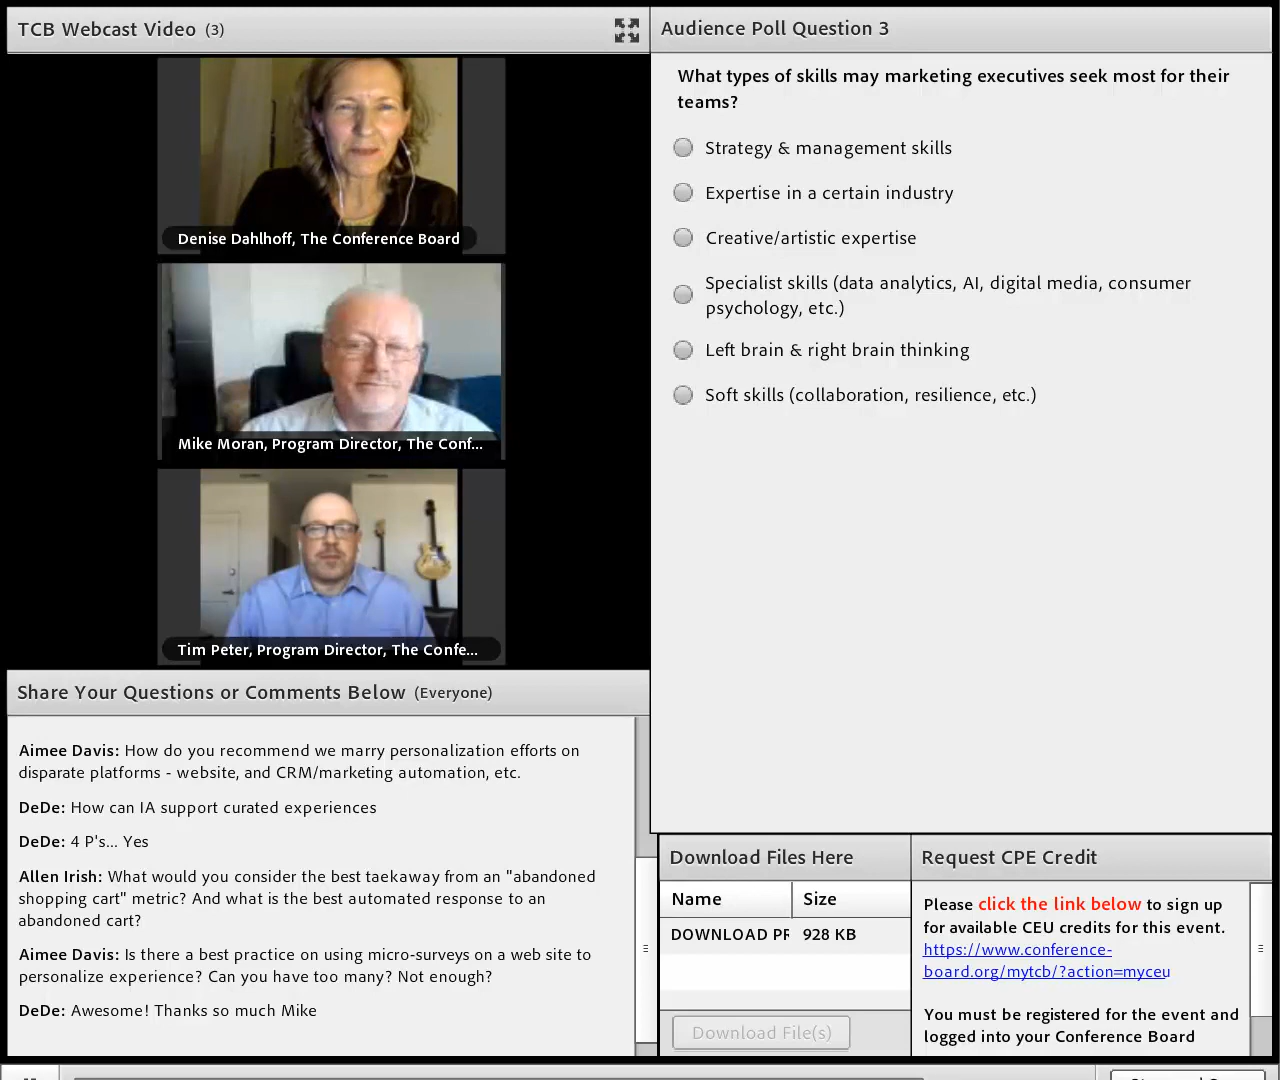 TCB Webcast Video (3)
Denise Dahlhoff, The Conference Board
Mike Moran, Program Director, The Conf...
Tim Peter, Program Director, The Confe...
Share Your Questions or Comments Below (Everyone)
Aimee Davis: How do you recommend we marry personalization efforts on
disparate platforms - website, and CRM/marketing automation, etc.
DeDe: How can IA support curated experiences
DeDe: 4 P's... Yes
Allen Irish: What would you consider the best taekaway from an "abandoned
shopping cart" metric? And what is the best automated response to an
abandoned cart?
Aimee Davis: Is there a best practice on using micro-surveys on a web site to
personalize experience? Can you have too many? Not enough?
DeDe: Awesome! Thanks so much Mike
Audience Poll Question 3
What types of skills may marketing executives seek most for their
teams?
Strategy & management skills
Expertise in a certain industry
Creative/artistic expertise
Specialist skills (data analytics, AI, digital media, consumer
psychology, etc.)
Left brain & right brain thinking
Soft skills (collaboration, resilience, etc.)
Download Files Here
Name Size
DOWNLOAD PR 928 KB
Download File(s)
Request CPE Credit
Please click the link below to sign up
for available CEU credits for this event.
https://www.conference-
board.org/mytcb/?action=myceu
You must be registered for the event and
logged into your Conference Board